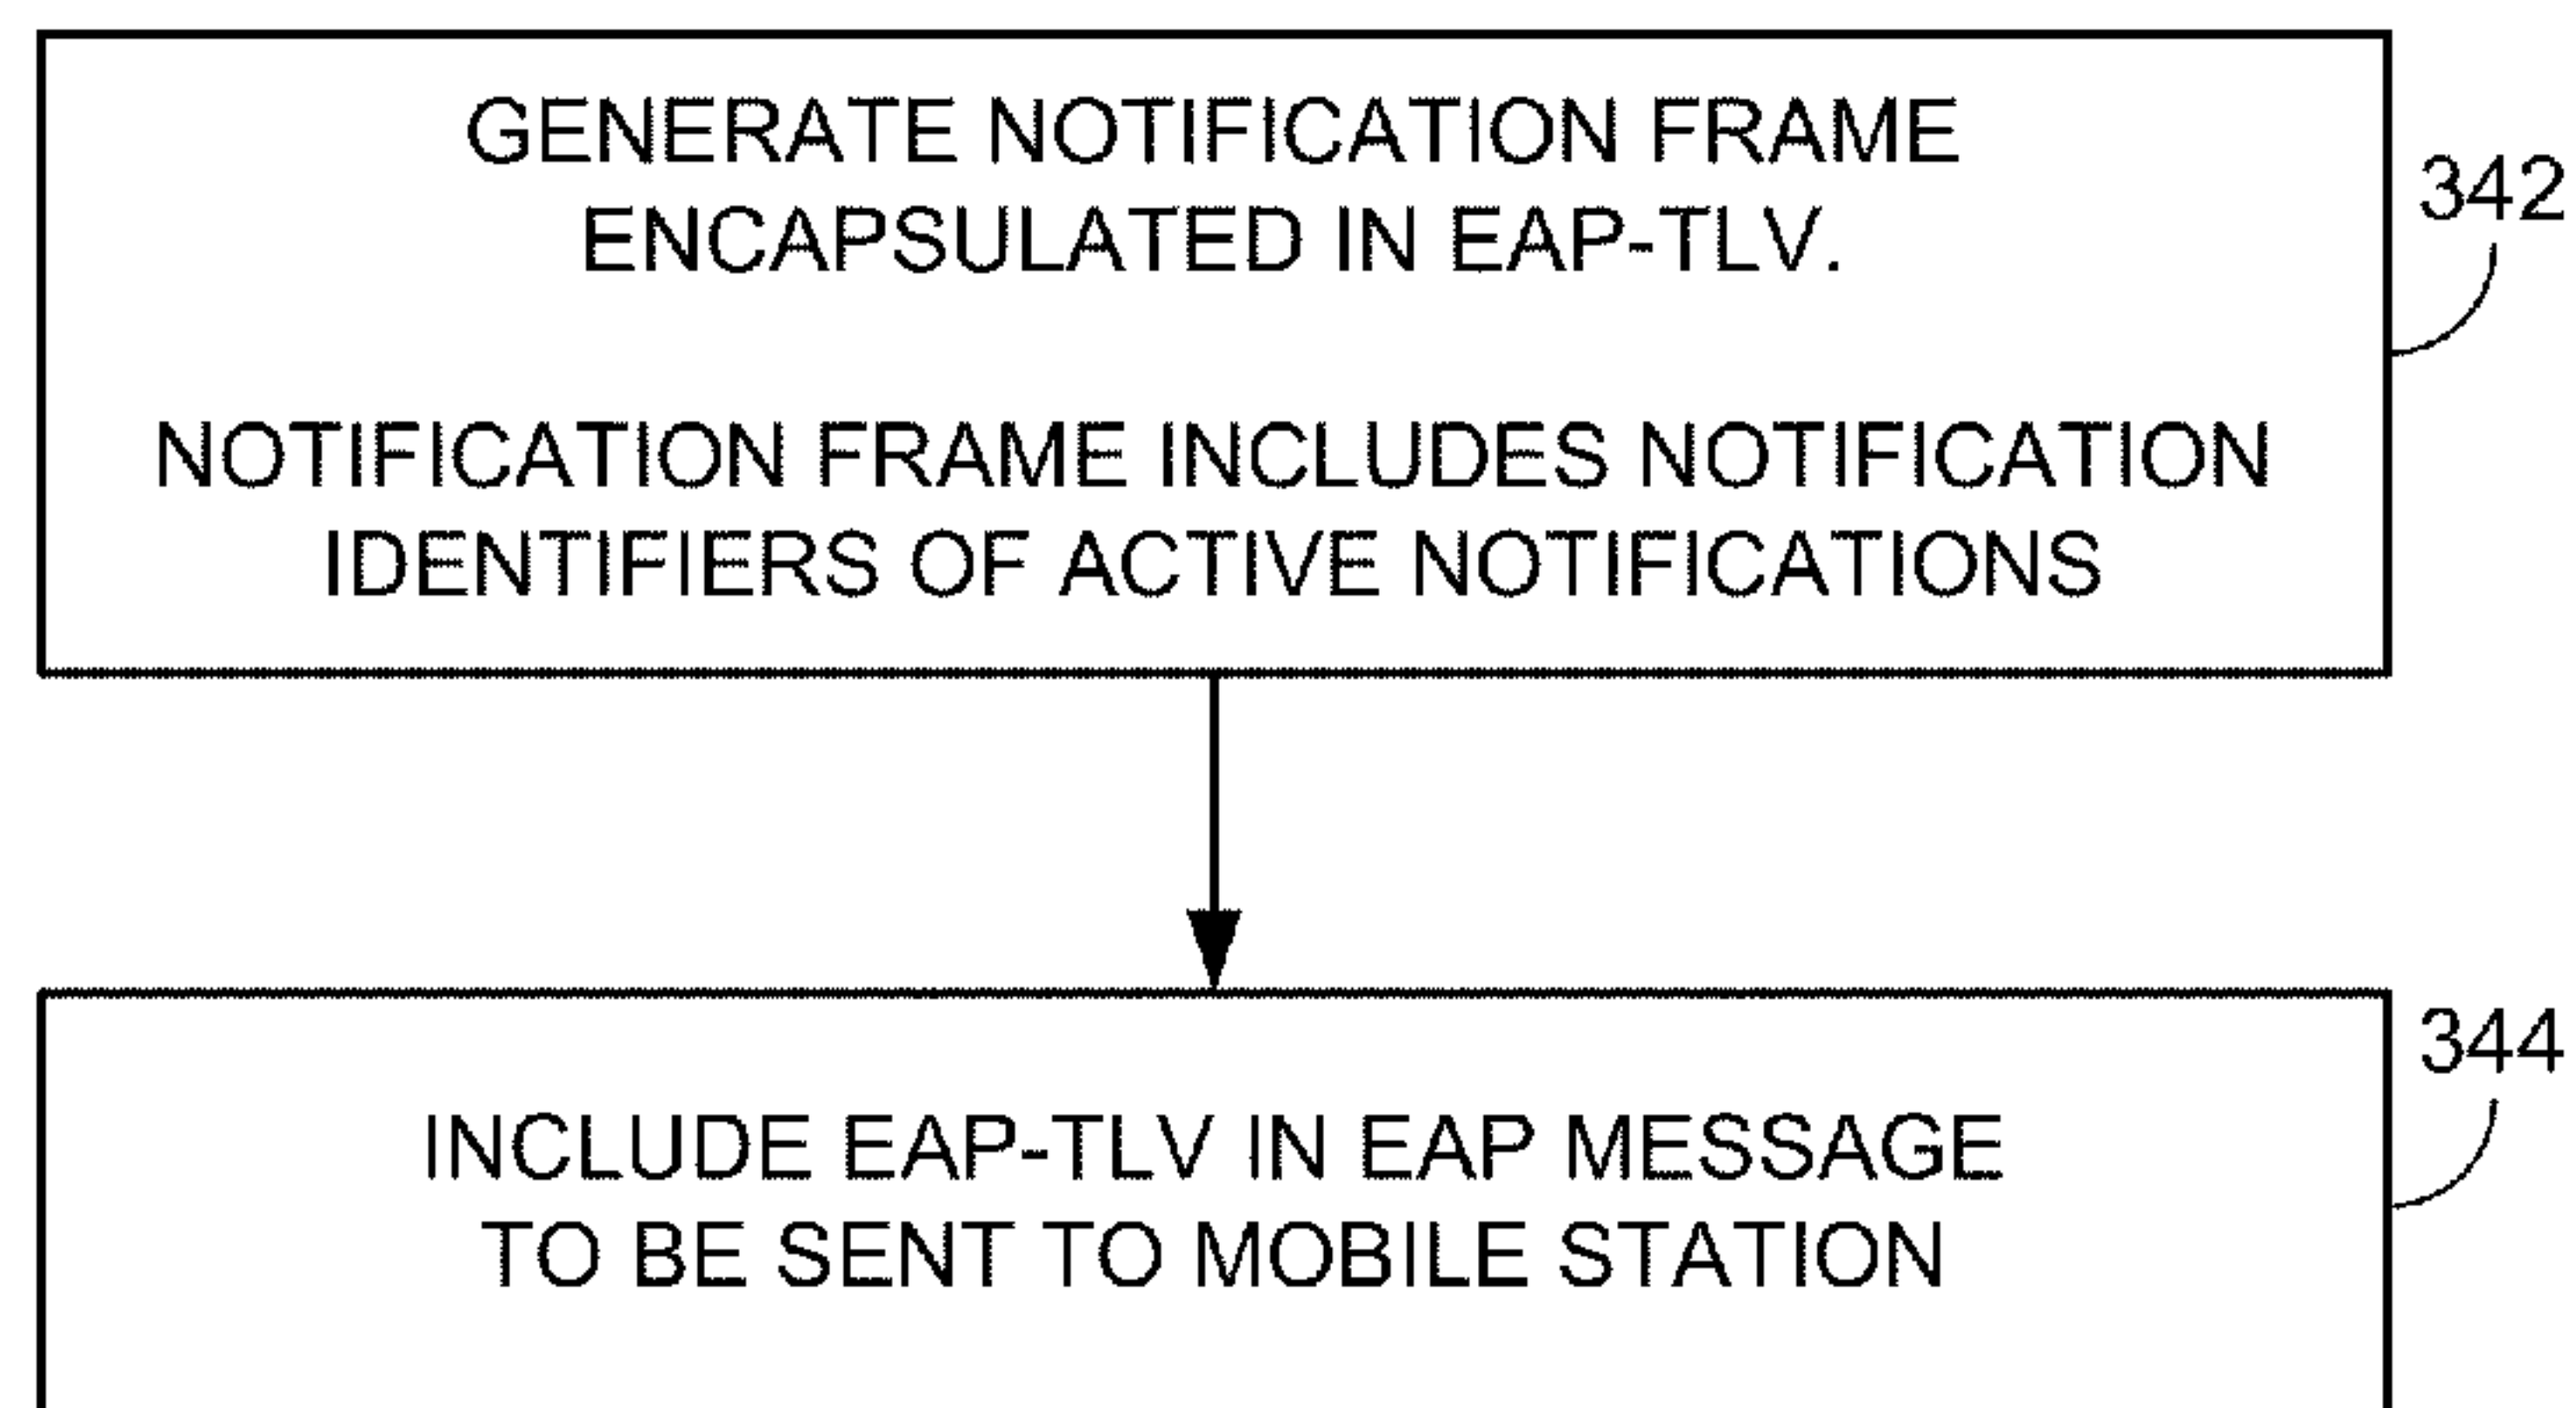 GENERATE NOTIFICATION FRAME
ENCAPSULATED IN EAP-TLV.
342
NOTIFICATION FRAME INCLUDES NOTIFICATION
IDENTIFIERS OF ACTIVE NOTIFICATIONS
344
INCLUDE EAP-TLV IN EAP MESSAGE
TO BE SENT TO MOBILE STATION